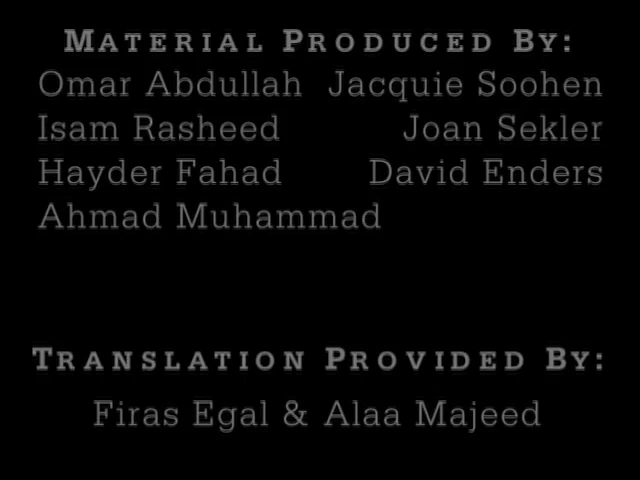 Material Produced By:
Omar Abdullah Jacquie Soohen
Isam Rasheed Joan Sekler
Hayder Fahad David Enders
Ahmad Muhammad
Translation Provided By:
Firas Egal & Alaa Majeed